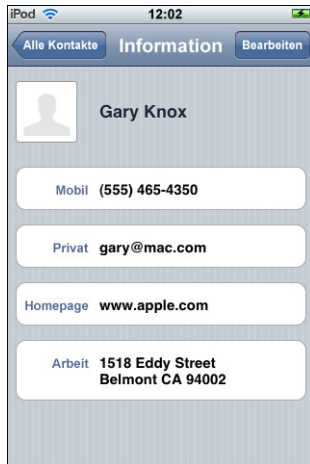 iPod 12:02
Alle Kontakte Information Bearbeiten
Gary Knox
Mobil (555) 465-4350
Privat gary@mac.com
Homepage www.apple.com
Arbeit 1518 Eddy Street
Belmont CA 94002